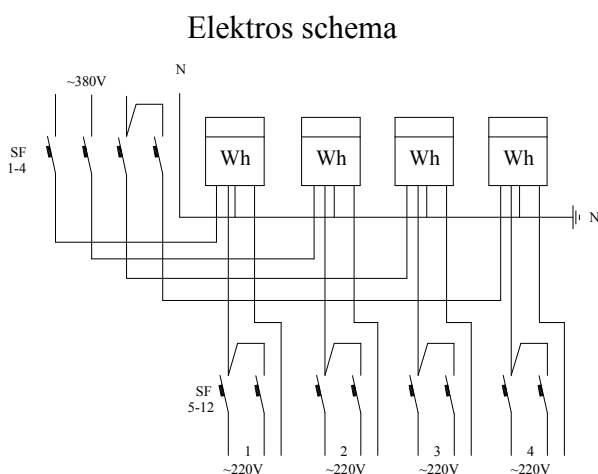 Elektros schema
N
~380V
SF
1-4
Wh Wh Wh Wh
N
SF
5-12
1 2 3 4
~220V ~220V ~220V ~220V